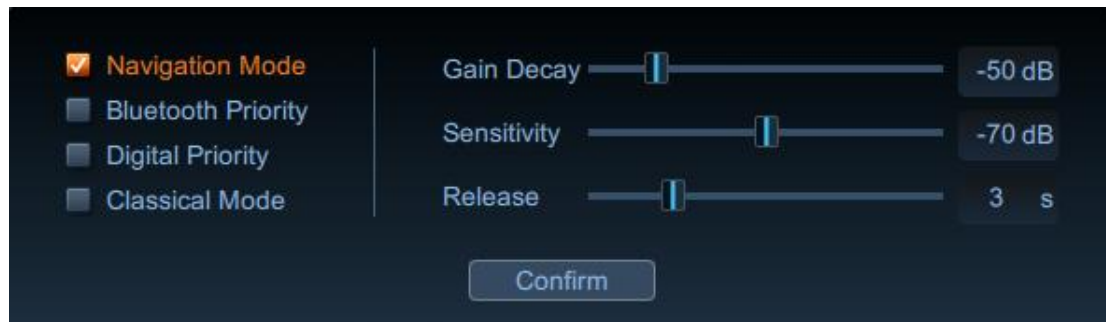 Navigation Mode
Bluetooth Priority
Digital Priority
Classical Mode
Gain Decay -50 dB
Sensitivity -70 dB
Release 3 s
Confirm